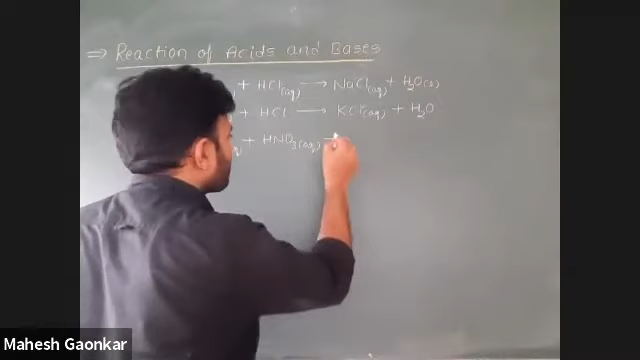 ⇒ Reaction of Acids and Bases
+ HCl(aq) → NaCl(aq) + H2O(l)
+ HCl → KCl(aq) + H2O
q) + HNO3(aq)
Mahesh Gaonkar